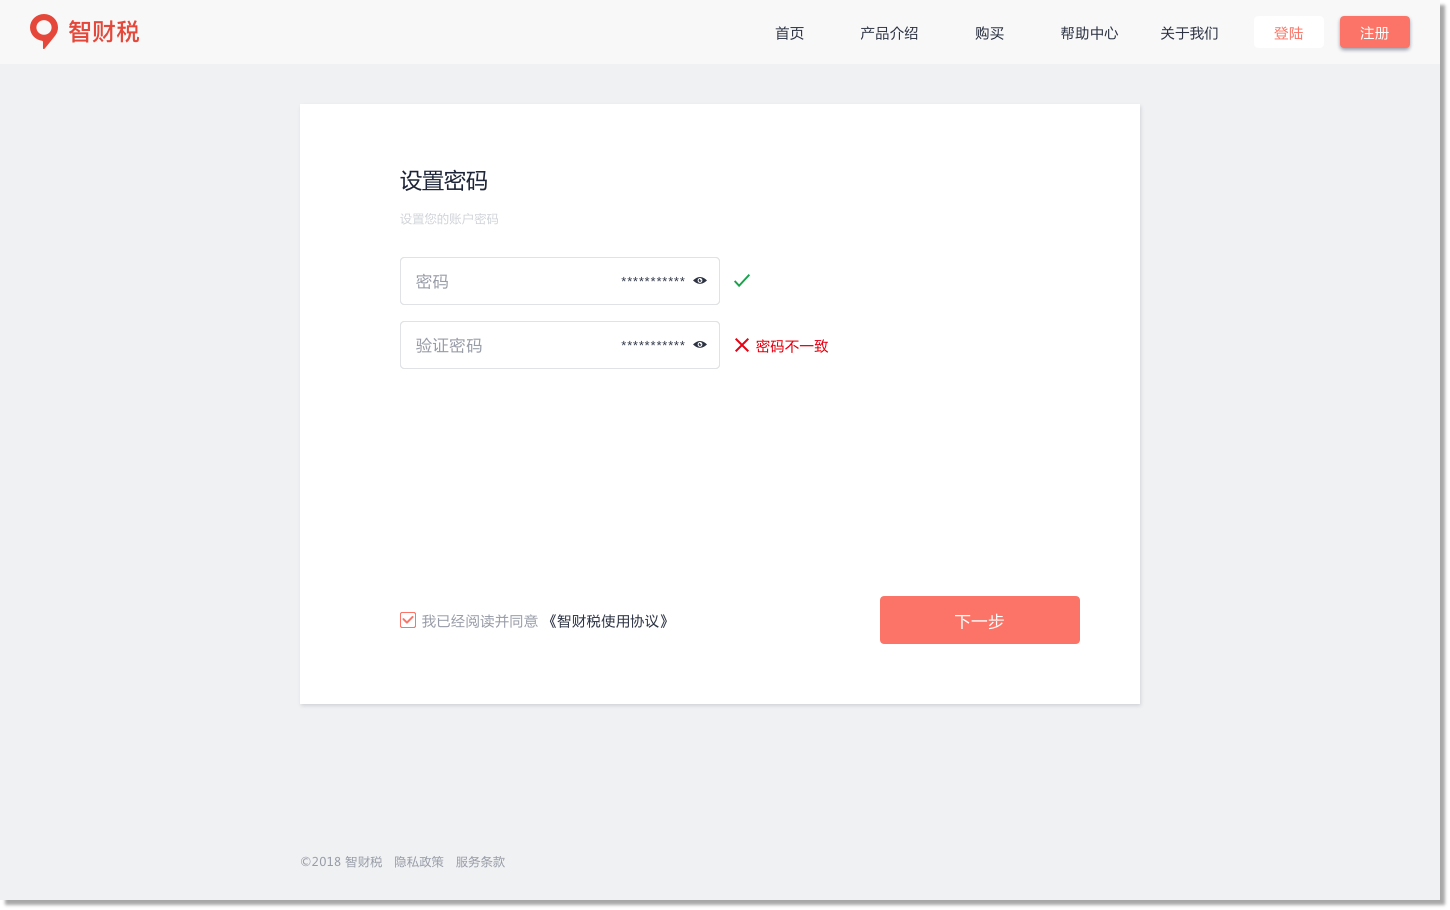 智财税 首页 产品介绍 购买 帮助中心 关于我们 登陆 注册
设置密码
设置您的账户密码
密码 ***********
验证密码 *********** 密码不一致
我已经阅读并同意 《智财税使用协议》 下一步
©2018 智财税 隐私政策 服务条款